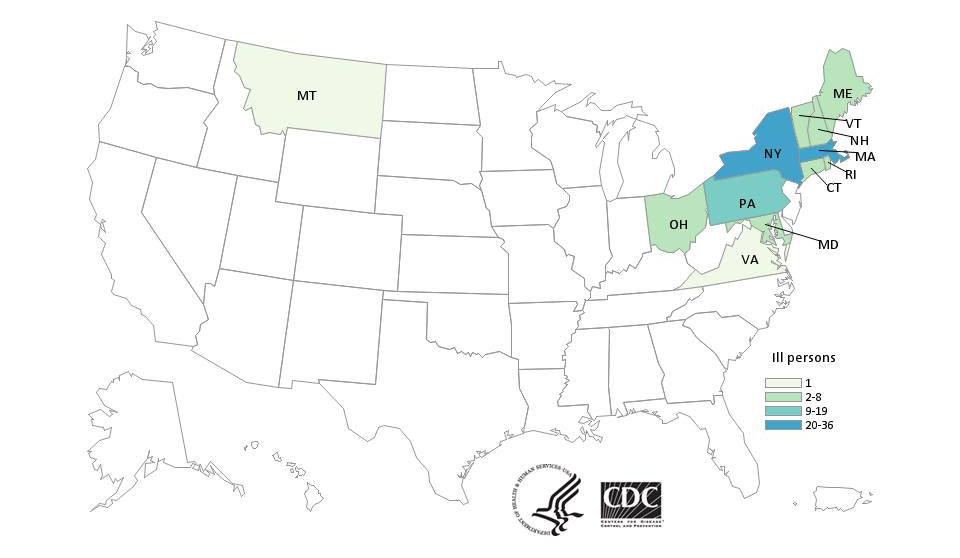 MT
ME
VT
NH
MA
RI
CT
NY
PA
OH
MD
VA
Ill persons
1
2-8
9-19
20-36
DEPARTMENT OF HEALTH & HUMAN SERVICES·USA
CDC
CENTERS FOR DISEASE
CONTROL AND PREVENTION